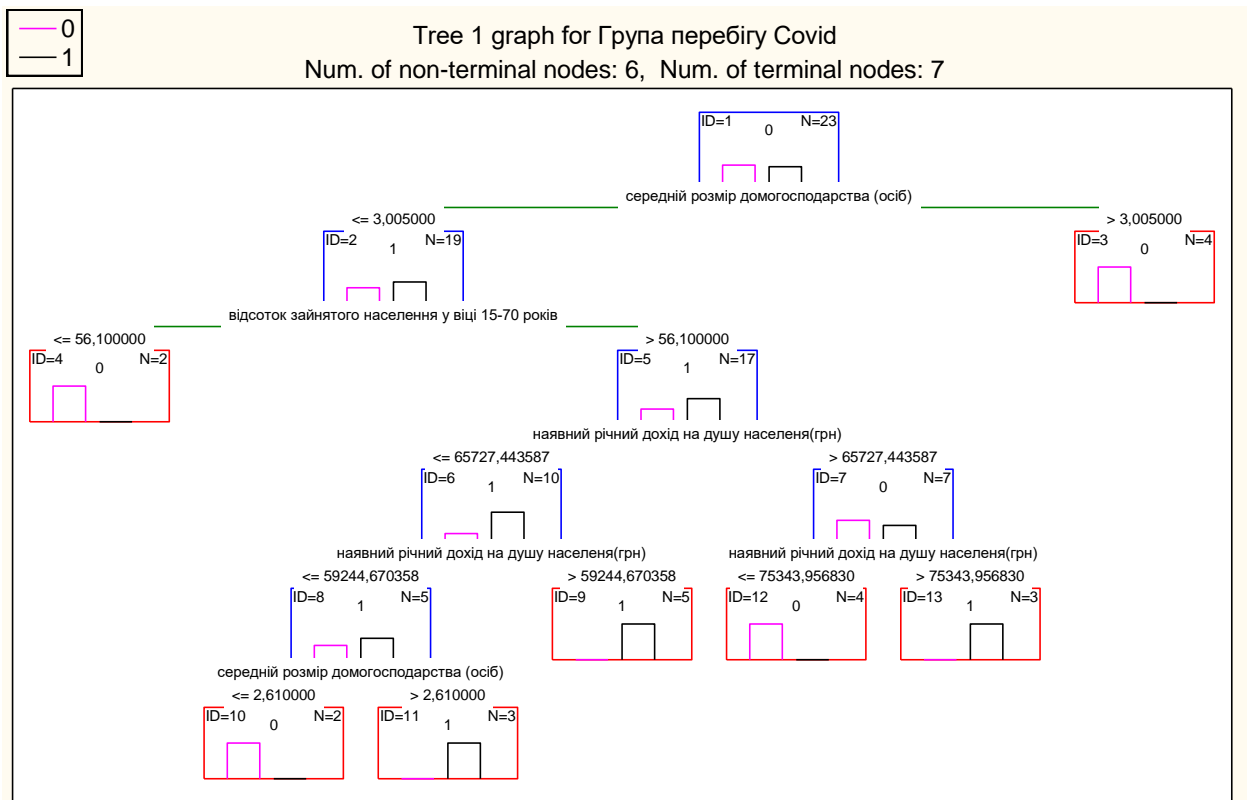 0
1
Tree 1 graph for Група перебігу Covid
Num. of non-terminal nodes: 6, Num. of terminal nodes: 7
ID=1 N=23
0
середній розмір домогосподарства (осіб)
<= 3,005000 > 3,005000
ID=2 N=19 ID=3 N=4
1 0
відсоток зайнятого населення у віці 15-70 років
<= 56,100000 > 56,100000
ID=4 N=2 ID=5 N=17
0 1
наявний річний дохід на душу населеня(грн)
<= 65727,443587 > 65727,443587
ID=6 N=10 ID=7 N=7
1 0
наявний річний дохід на душу населеня(грн) наявний річний дохід на душу населеня(грн)
<= 59244,670358 > 59244,670358 <= 75343,956830 > 75343,956830
ID=8 N=5 ID=9 N=5 ID=12 N=4 ID=13 N=3
1 1 0 1
середній розмір домогосподарства (осіб)
<= 2,610000 > 2,610000
ID=10 N=2 ID=11 N=3
0 1